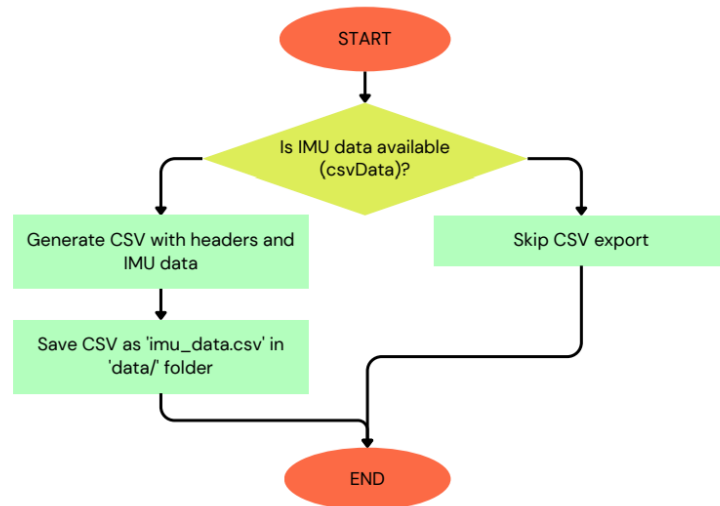 START
Is IMU data available
(csvData)?
Generate CSV with headers and
IMU data
Skip CSV export
Save CSV as 'imu_data.csv' in
'data/' folder
END